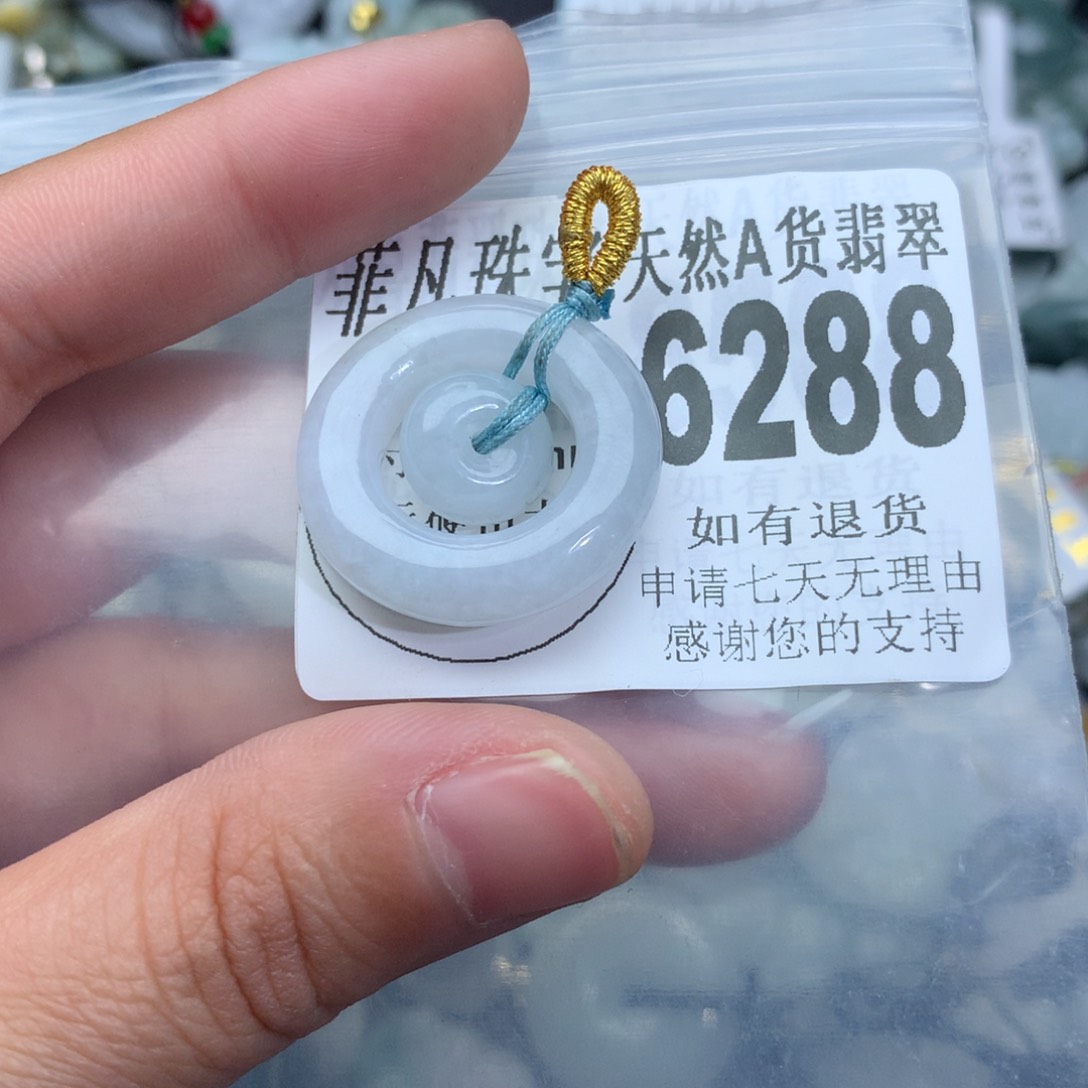 菲凡珠宝天然A货翡翠
6288
如有退货
申请七天无理由
感谢您的支持